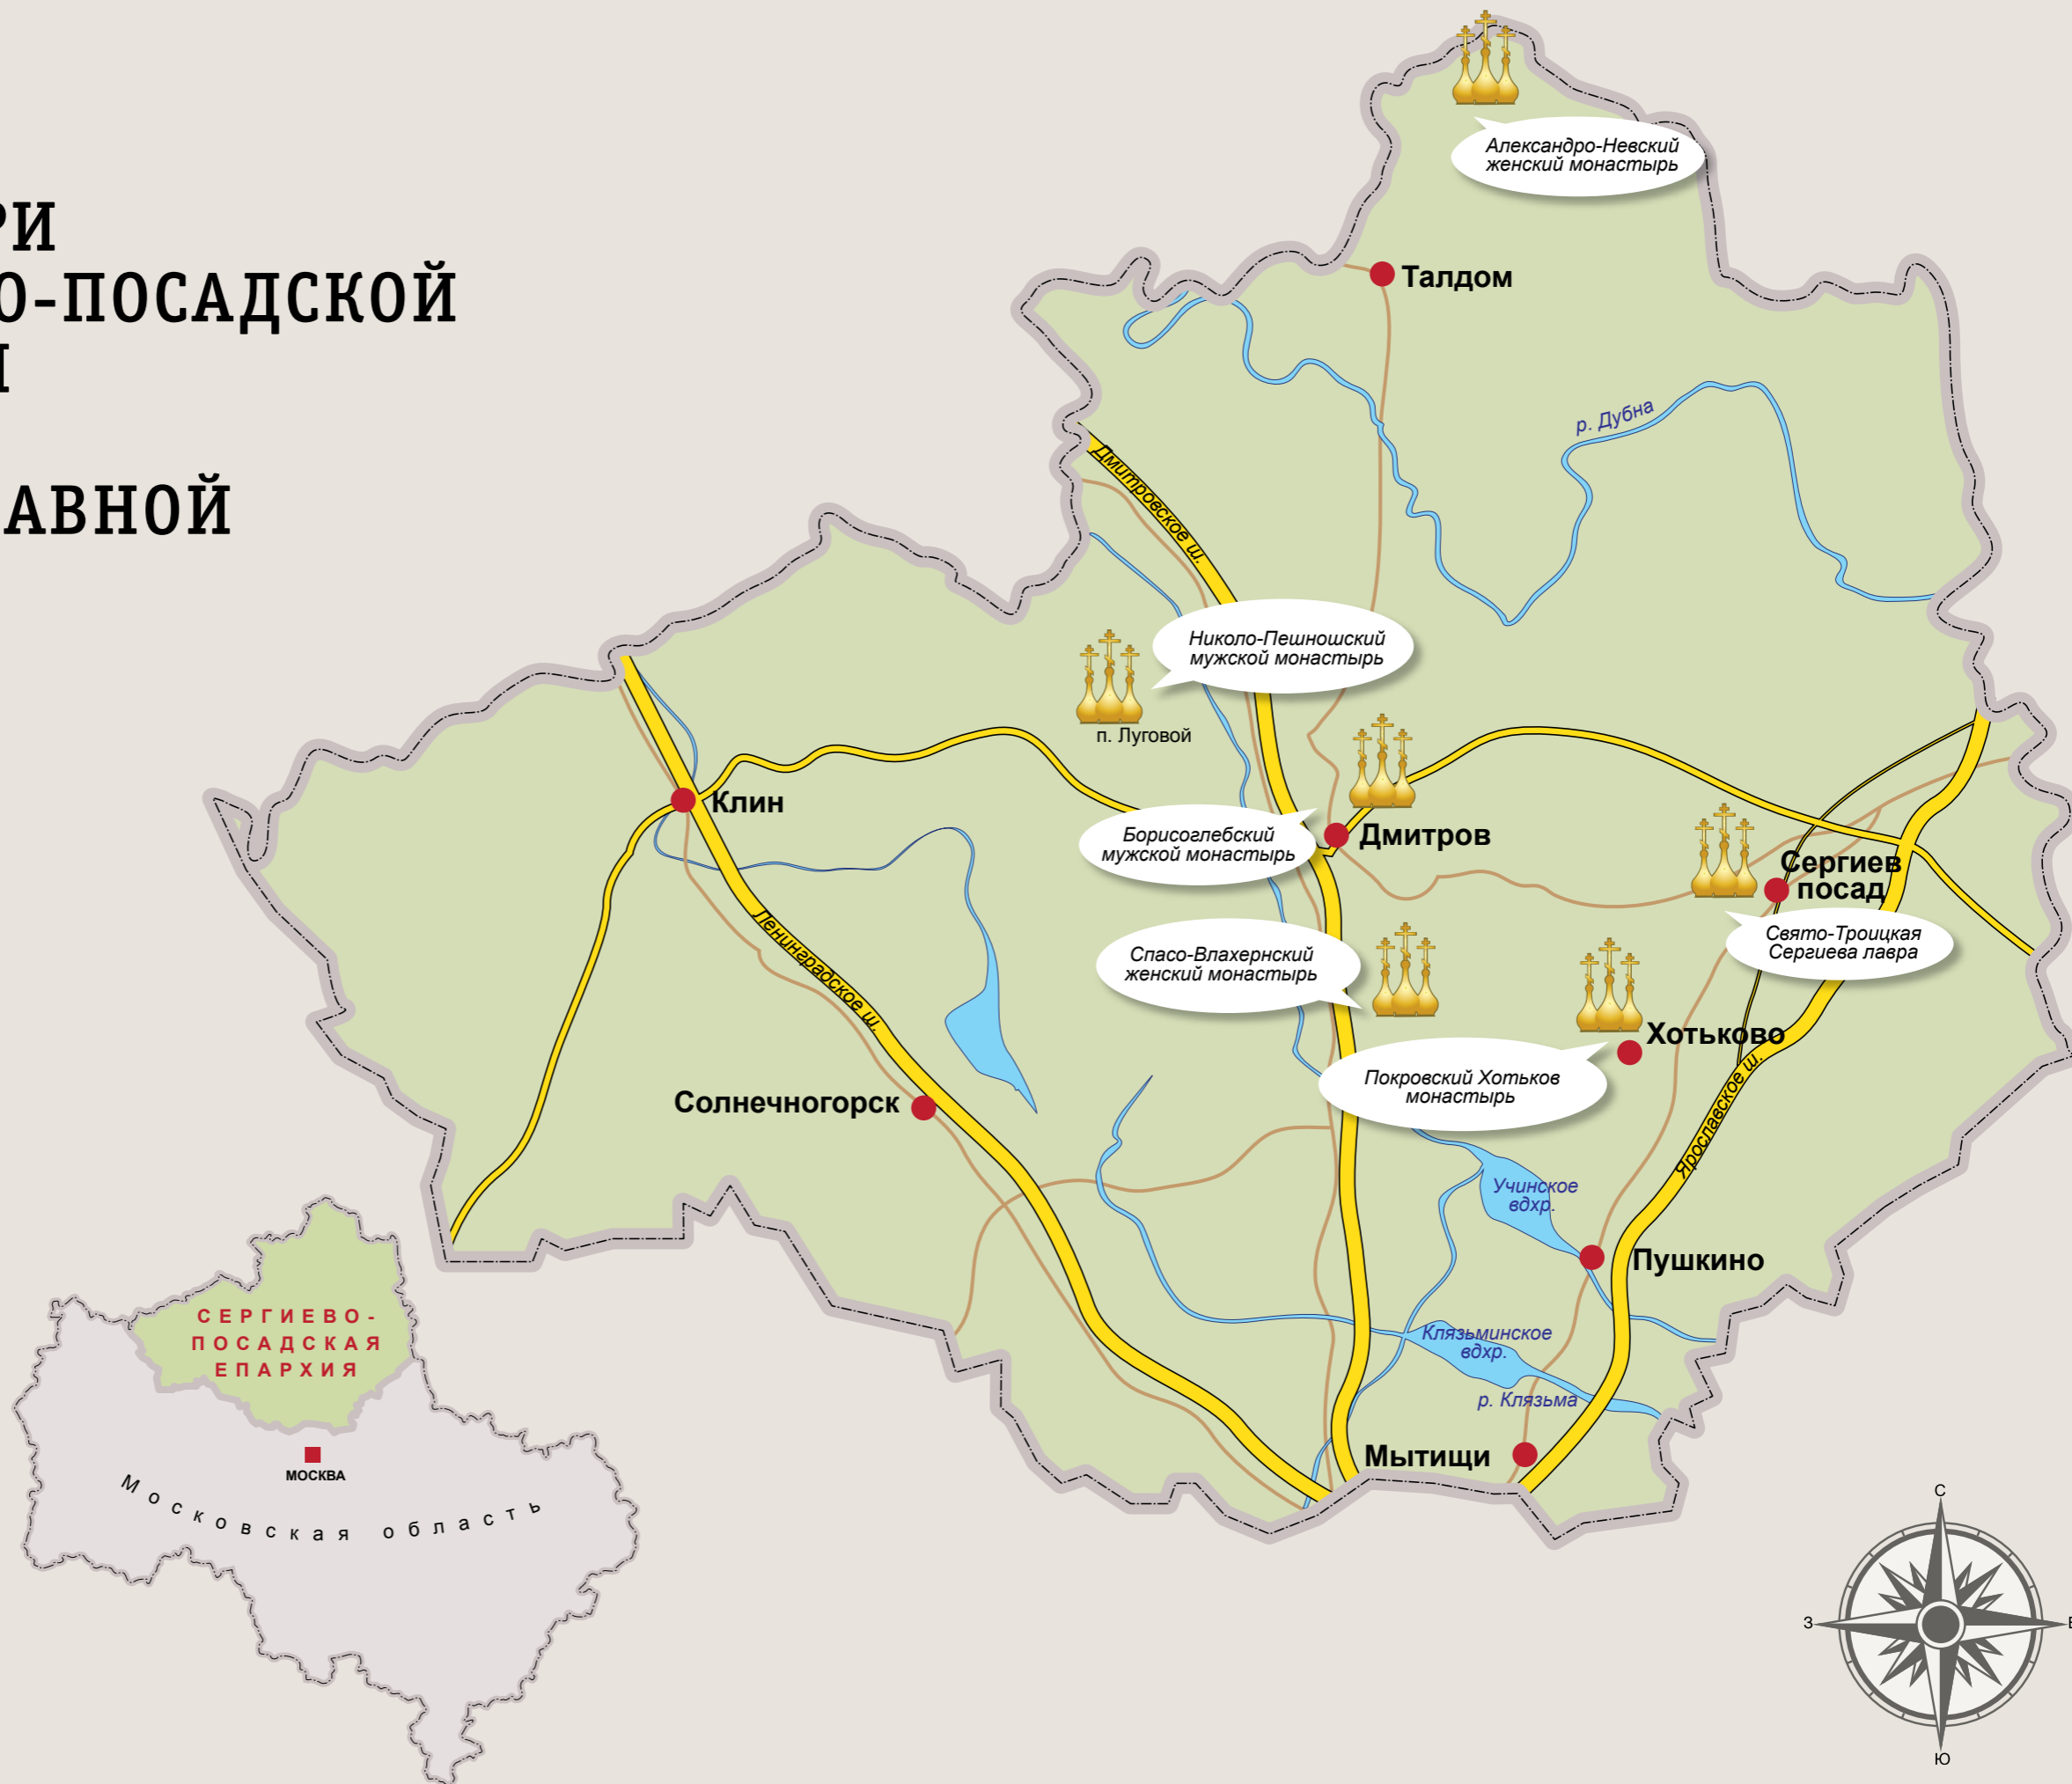 РИ
О-ПОСАДСКОЙ
И
АВНОЙ
Александро-Невский
женский монастырь
Талдом
р. Дубна
Дмитровское ш.
Николо-Пешношский
мужской монастырь
п. Луговой
Клин
Борисоглебский
мужской монастырь
Дмитров
Сергиев
посад
Свято-Троицкая
Сергиева лавра
Ленинградское ш.
Спасо-Влахернский
женский монастырь
Хотьково
Покровский Хотьков
монастырь
Солнечногорск
Ярославское ш.
Учинское
вдхр.
Пушкино
Клязьминское
вдхр.
р. Клязьма
Мытищи
СЕРГИЕВО-
ПОСАДСКАЯ
ЕПАРХИЯ
МОСКВА
Московская область
С
З
Ю